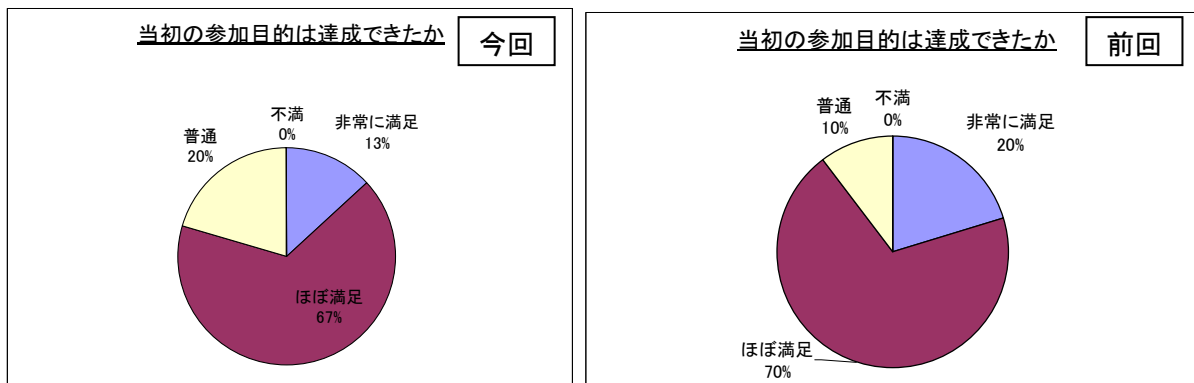 当初の参加目的は達成できたか
今回
不満
0%
非常に満足
13%
普通
20%
ほぼ満足
67%
当初の参加目的は達成できたか
前回
不満
0%
普通
10%
非常に満足
20%
ほぼ満足
70%